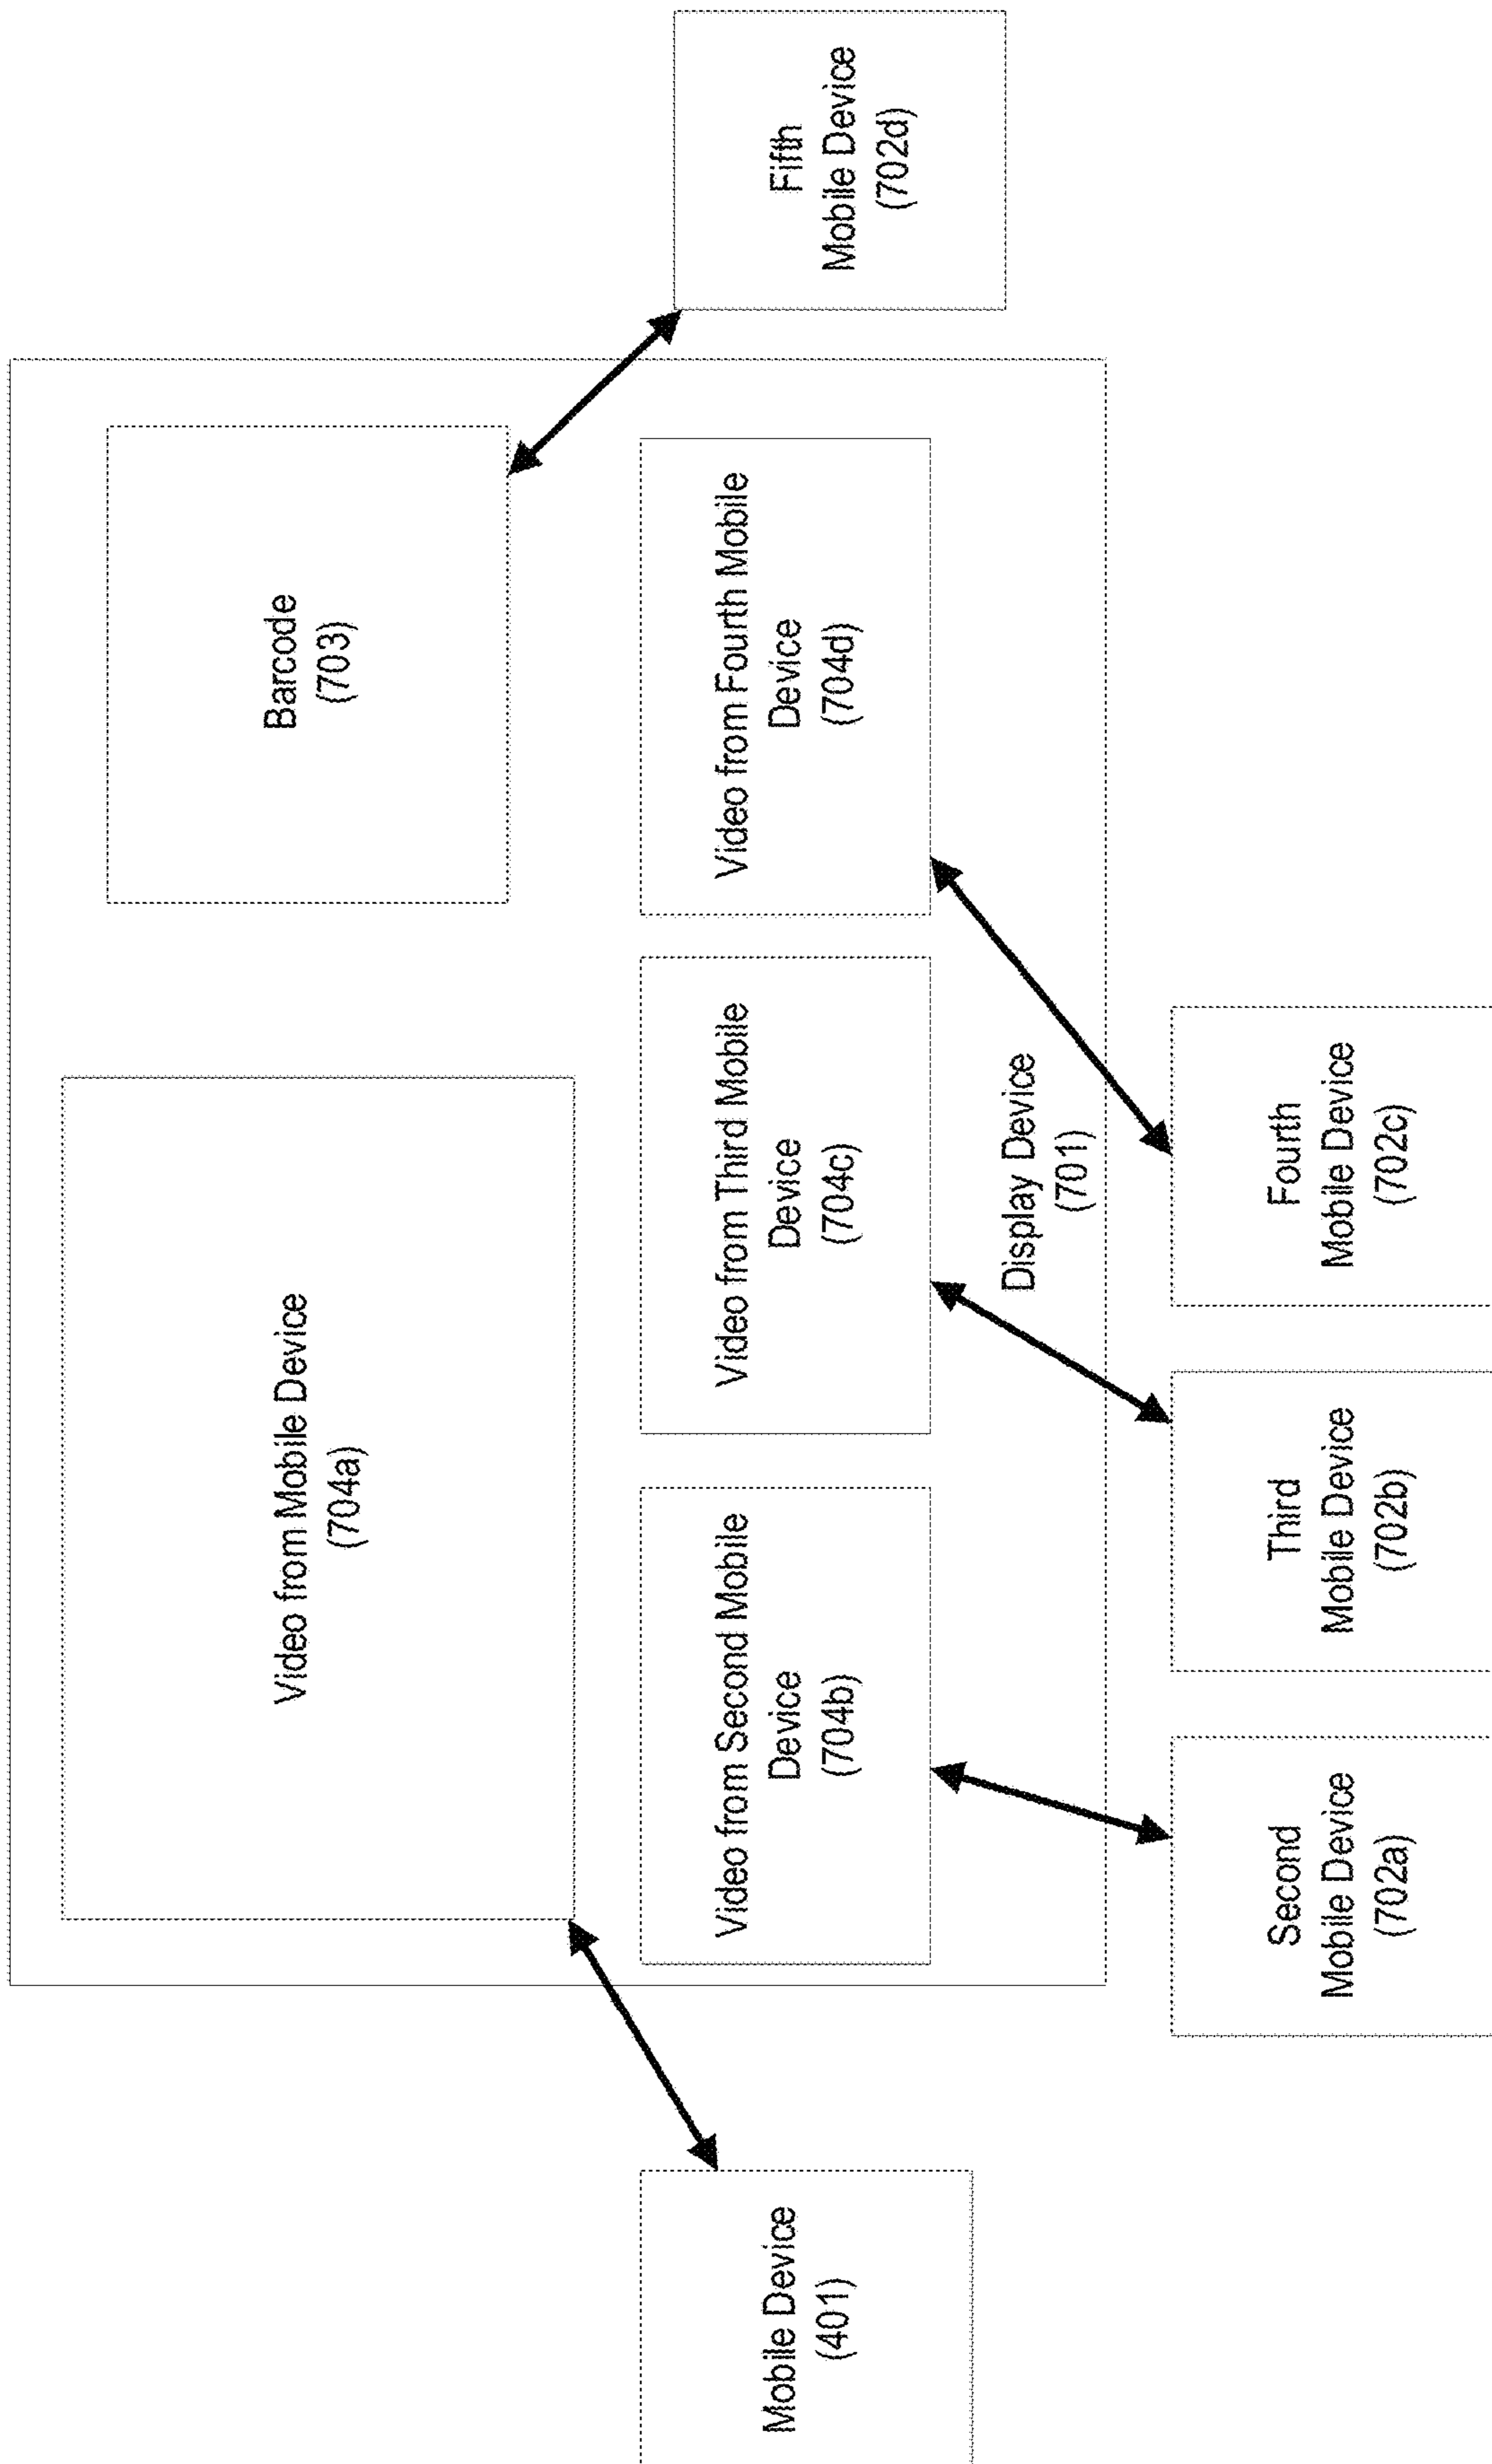 Video from Mobile Device
(704a)
Barcode
(703)
Video from Second Mobile
Device
(704b)
Video from Third Mobile
Device
(704c)
Video from Fourth Mobile
Device
(704d)
Display Device
(701)
Mobile Device
(401)
Fifth
Mobile Device
(702d)
Second
Mobile Device
(702a)
Third
Mobile Device
(702b)
Fourth
Mobile Device
(702c)